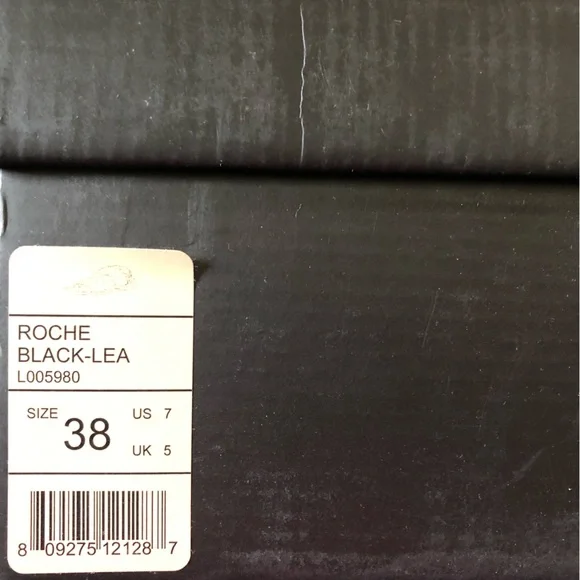 ROCHE
BLACK-LEA
L005980
SIZE 38 US 7
UK 5
8 09275 12128 7